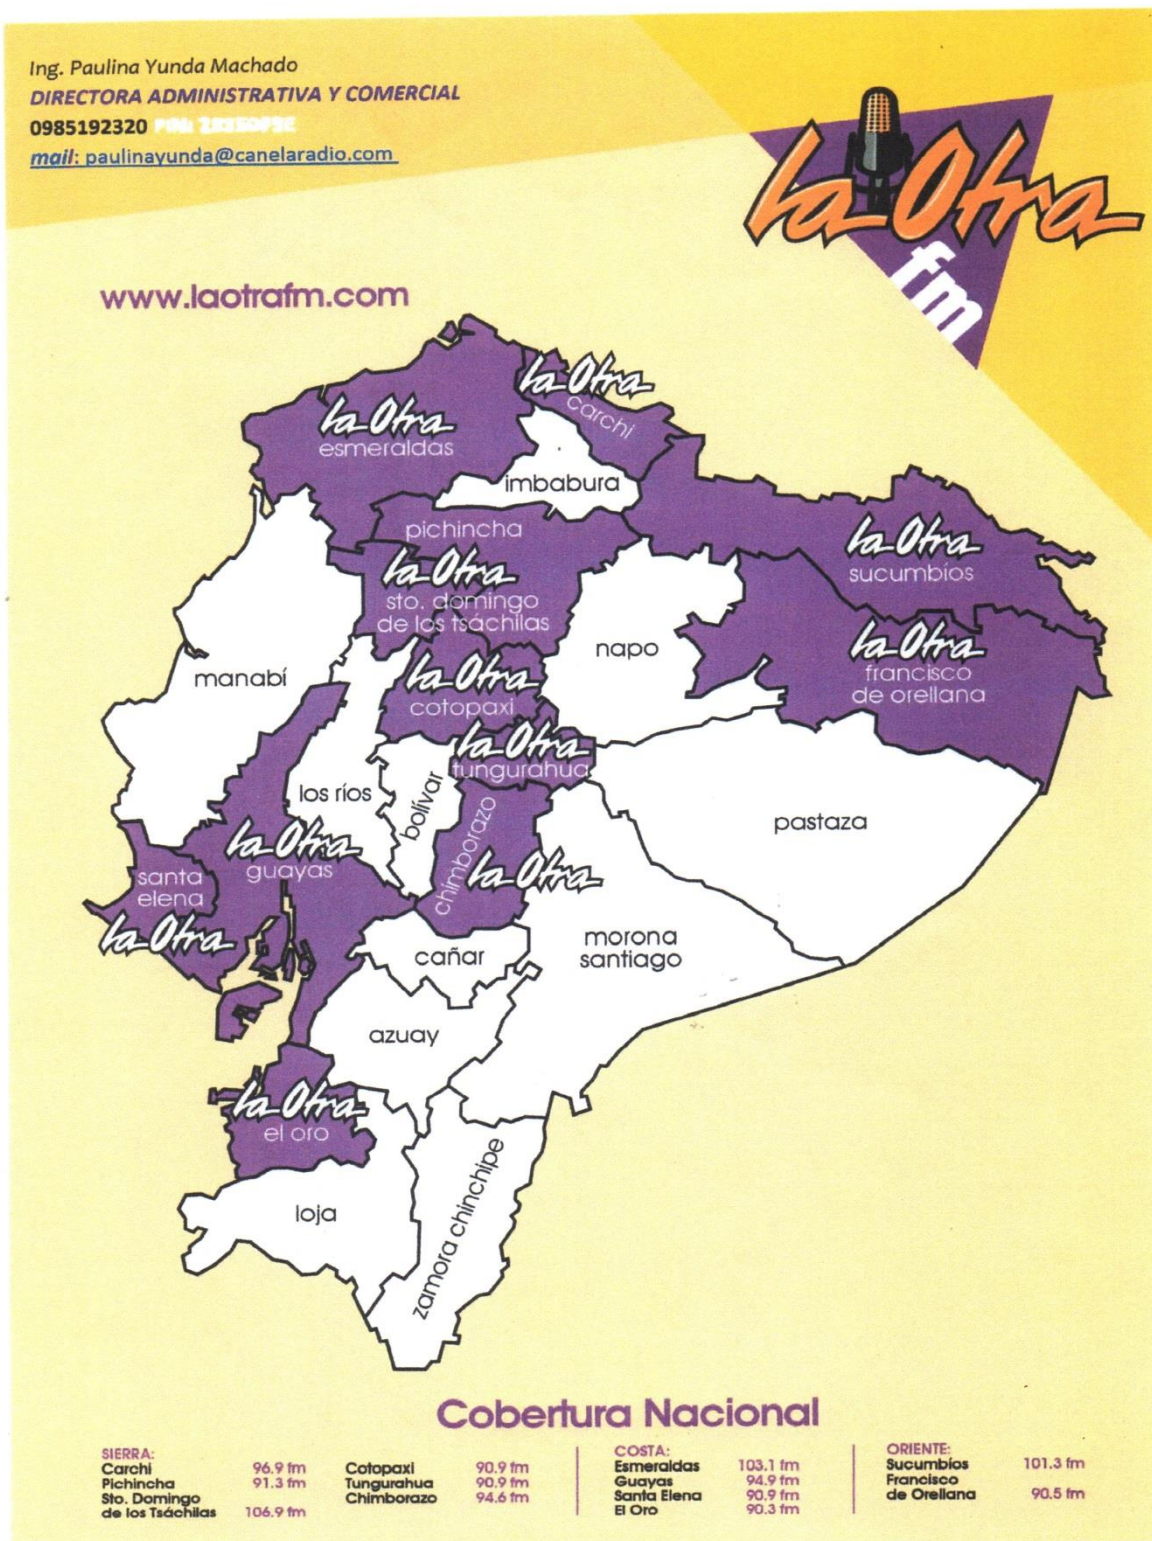 Ing. Paulina Yunda Machado
DIRECTORA ADMINISTRATIVA Y COMERCIAL
0985192320 PIN:
mail: paulinayunda@canelaradio.com
La Otra
fm
www.laotrafm.com
La Otra
carchi
La Otra
esmeraldas
imbabura
pichincha
La Otra
sucumbíos
La Otra
sto. domingo
de los tsáchilas
napo
La Otra
francisco
de orellana
manabí
La Otra
cotopaxi
La Otra
tungurahua
los ríos
bolívar
chimborazo
La Otra
pastaza
La Otra
guayas
santa
elena
La Otra
morona
santiago
cañar
azuay
La Otra
el oro
loja
zamora chinchipe
Cobertura Nacional
SIERRA:
Carchi 96.9 fm
Pichincha 91.3 fm
Sto. Domingo
de los Tsáchilas 106.9 fm
Cotopaxi 90.9 fm
Tungurahua 90.9 fm
Chimborazo 94.6 fm
COSTA:
Esmeraldas 103.1 fm
Guayas 94.9 fm
Santa Elena 90.9 fm
El Oro 90.3 fm
ORIENTE:
Sucumbíos 101.3 fm
Francisco
de Orellana 90.5 fm